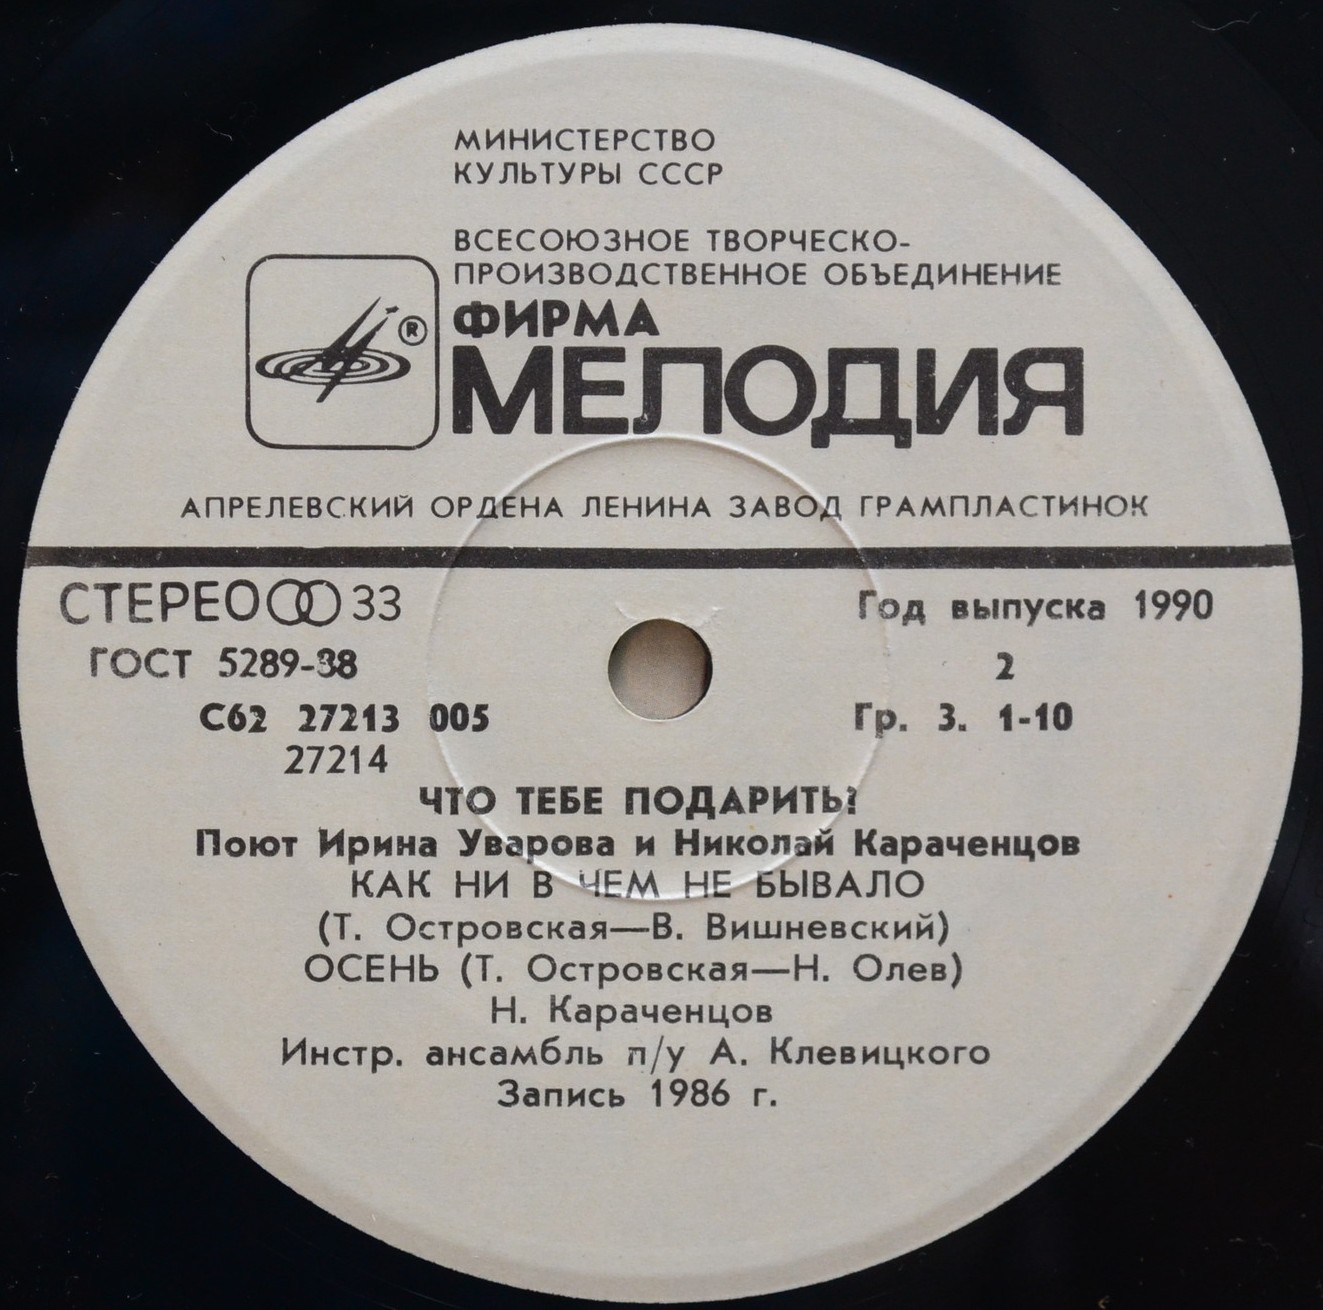 МИНИСТЕРСТВО
КУЛЬТУРЫ СССР
ВСЕСОЮЗНОЕ ТВОРЧЕСКО-
ПРОИЗВОДСТВЕННОЕ ОБЪЕДИНЕНИЕ
ФИРМА
®
МЕЛОДИЯ
АПРЕЛЕВСКИЙ ОРДЕНА ЛЕНИНА ЗАВОД ГРАМПЛАСТИНОК
СТЕРЕО 33
Год выпуска 1990
ГОСТ 5289-88
2
С62 27213 005
Гр. 3. 1-10
27214
ЧТО ТЕБЕ ПОДАРИТЬ?
Поют Ирина Уварова и Николай Караченцов
КАК НИ В ЧЕМ НЕ БЫВАЛО
(Т. Островская—В. Вишневский)
ОСЕНЬ (Т. Островская—Н. Олев)
Н. Караченцов
Инстр. ансамбль п/у А. Клевицкого
Запись 1986 г.